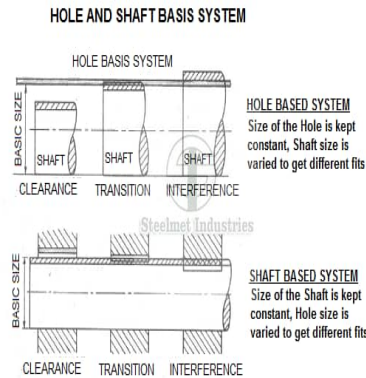 HOLE AND SHAFT BASIS SYSTEM
HOLE BASIS SYSTEM
BASIC SIZE
SHAFT SHAFT SHAFT
CLEARANCE TRANSITION INTERFERENCE
HOLE BASED SYSTEM
Size of the Hole is kept
constant, Shaft size is
varied to get different fits
Steelmet Industries
BASIC SIZE
CLEARANCE TRANSITION INTERFERENCE
SHAFT BASED SYSTEM
Size of the Shaft is kept
constant, Hole size is
varied to get different fits